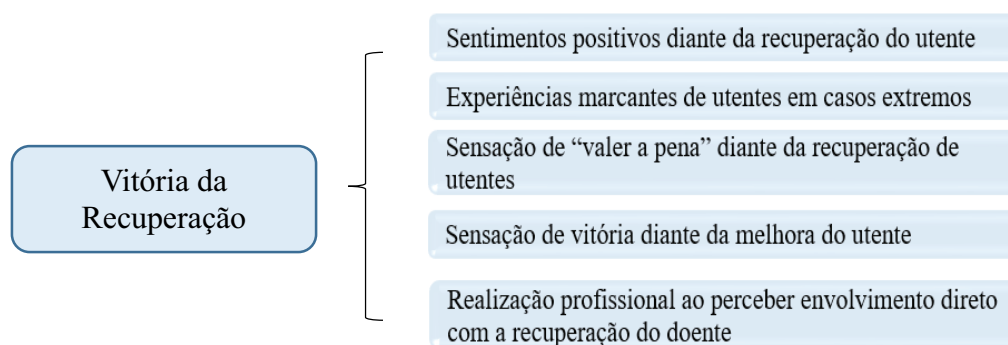 Vitória da
Recuperação
Sentimentos positivos diante da recuperação do utente
Experiências marcantes de utentes em casos extremos
Sensação de “valer a pena” diante da recuperação de
utentes
Sensação de vitória diante da melhora do utente
Realização profissional ao perceber envolvimento direto
com a recuperação do doente